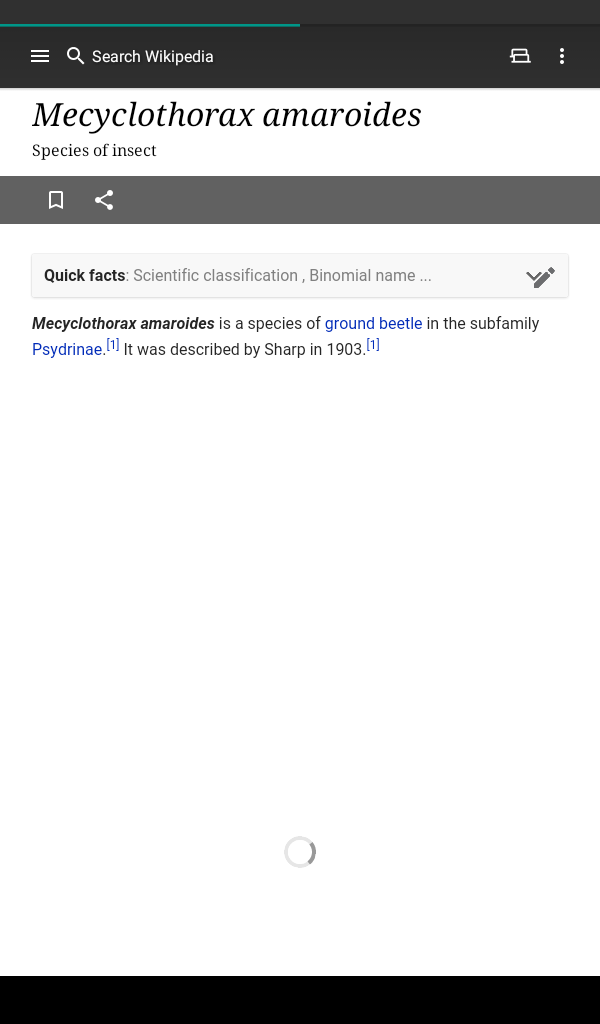 Search Wikipedia
Mecyclothorax amaroides
Species of insect
Quick facts: Scientific classification , Binomial name ...
Mecyclothorax amaroides is a species of ground beetle in the subfamily
Psydrinae.[1] It was described by Sharp in 1903.[1]